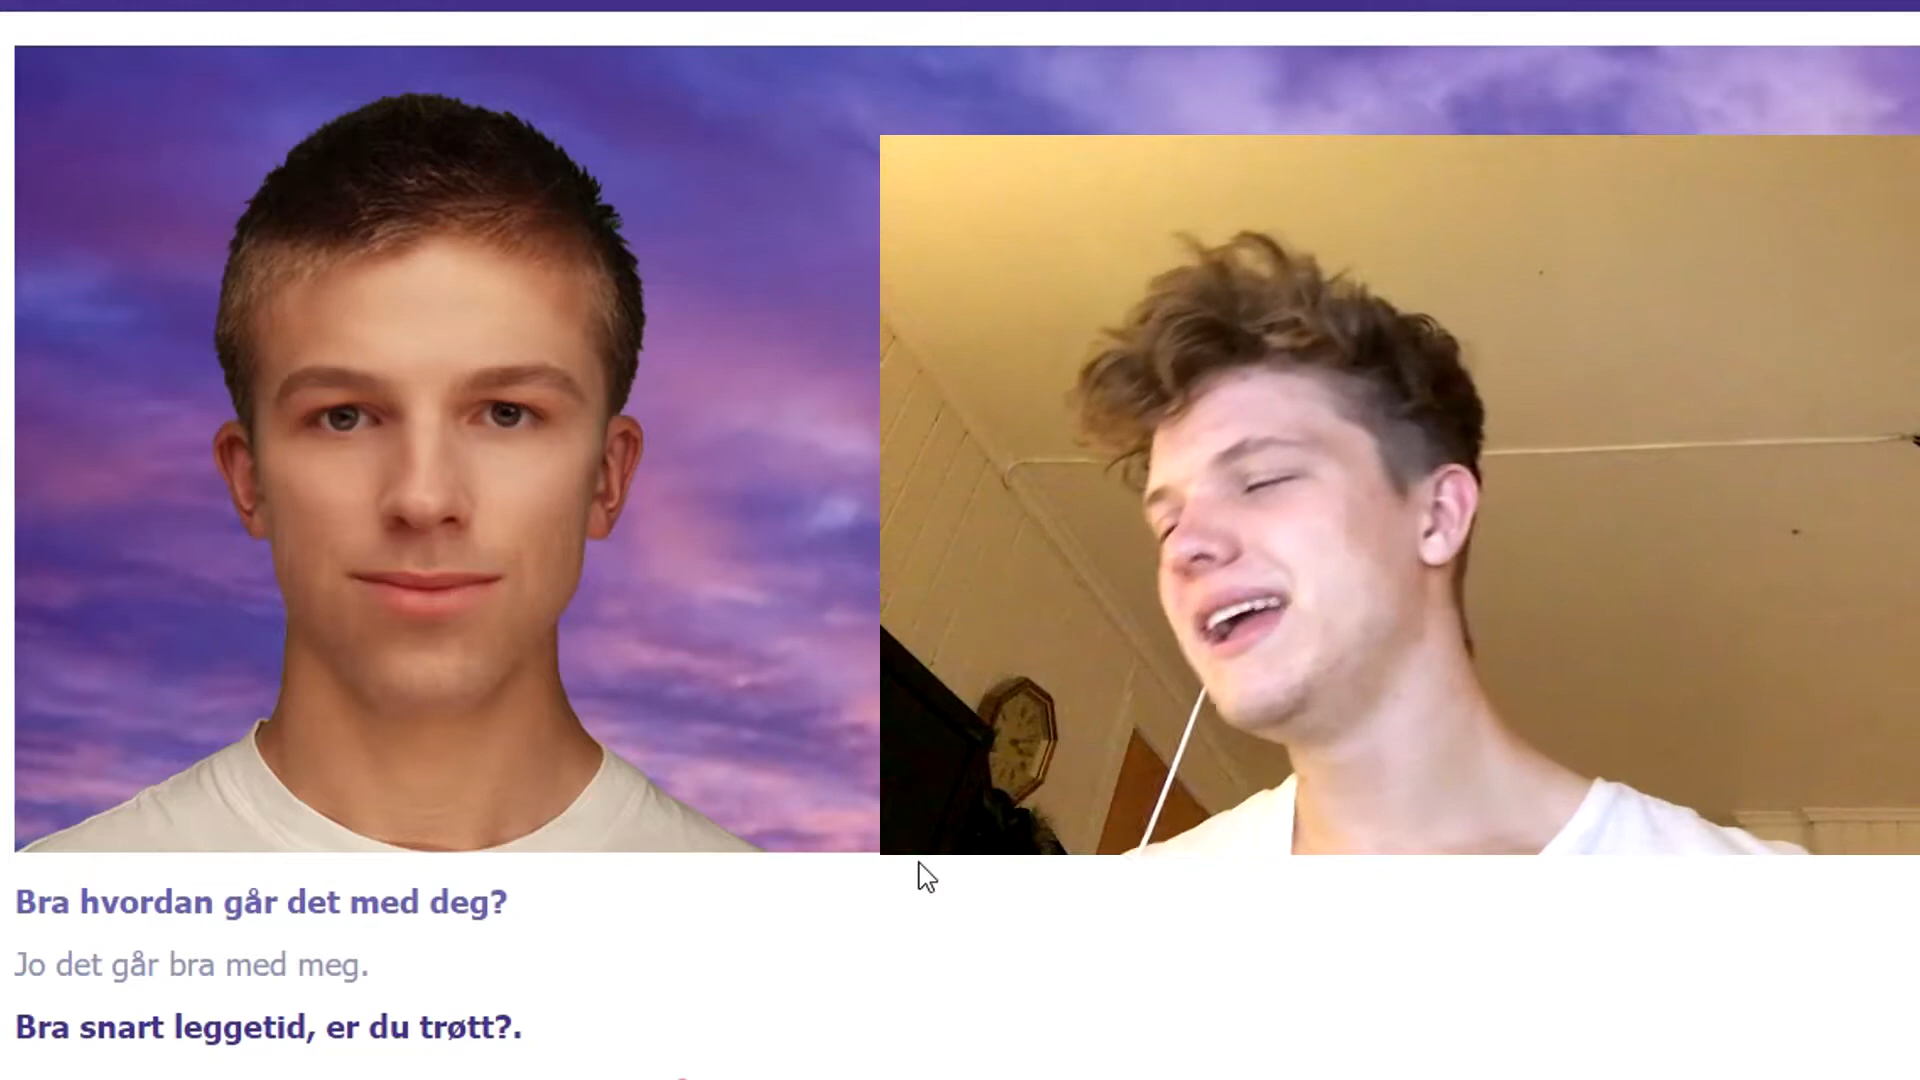 Bra hvordan går det med deg?
Jo det går bra med meg.
Bra snart leggetid, er du trøtt?.